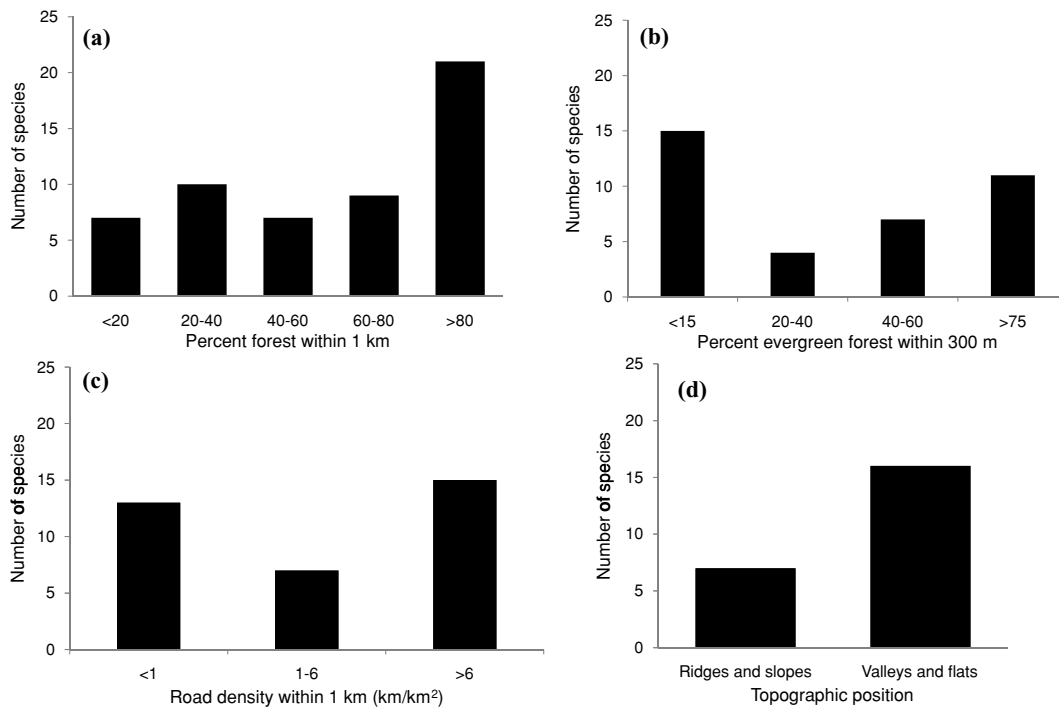 (a)
Number of species
25
20
15
10
5
0
<20 20-40 40-60 60-80 >80
Percent forest within 1 km
(b)
Number of species
25
20
15
10
5
0
<15 20-40 40-60 >75
Percent evergreen forest within 300 m
(c)
Number of species
25
20
15
10
5
0
<1 1-6 >6
Road density within 1 km (km/km²)
(d)
Number of species
25
20
15
10
5
0
Ridges and slopes Valleys and flats
Topographic position